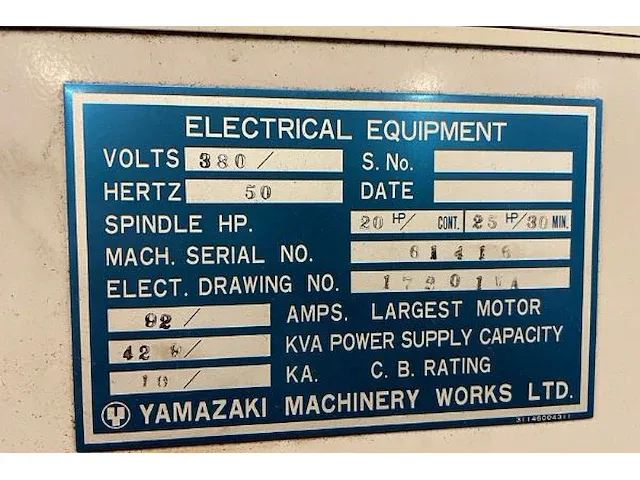 ELECTRICAL EQUIPMENT
VOLTS 380/ S. No.
HERTZ 50 DATE
SPINDLE HP. 20 HP/ CONT. 25 HP/30 MIN.
MACH. SERIAL NO. 61416
ELECT. DRAWING NO.
92/ AMPS. LARGEST MOTOR
KVA POWER SUPPLY CAPACITY
10/ KA. C. B. RATING
YAMAZAKI MACHINERY WORKS LTD.
31146004311